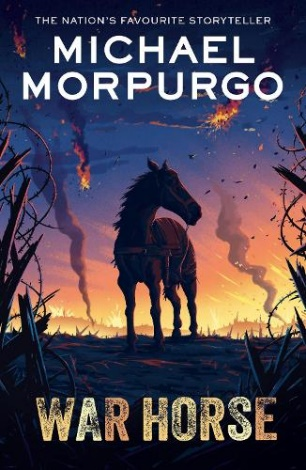 THE NATION'S FAVOURITE STORYTELLER
MICHAEL
MORPURGO
WAR HORSE